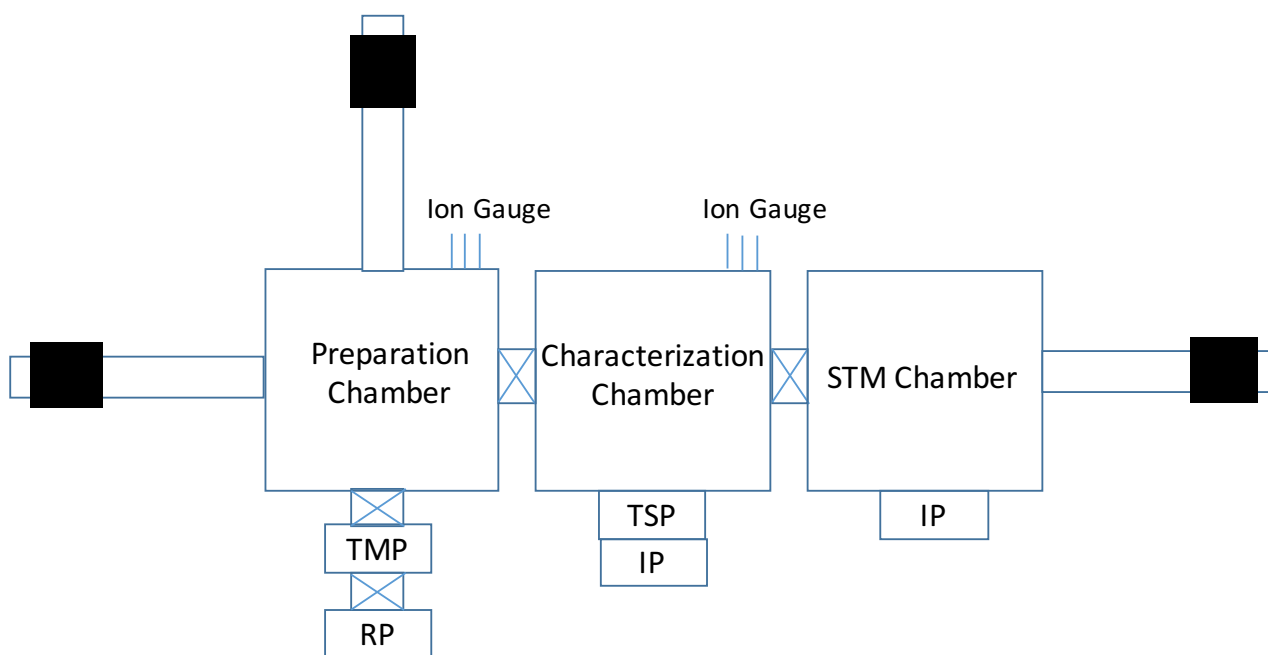 Ion Gauge
Ion Gauge
Preparation
Chamber
Characterization
Chamber
STM Chamber
TSP
IP
IP
TMP
RP